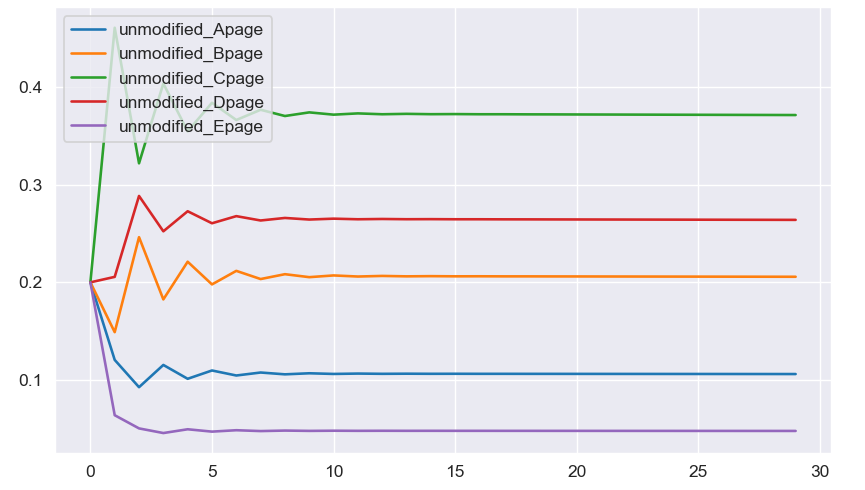 unmodified_Apage
unmodified_Bpage
unmodified_Cpage
unmodified_Dpage
unmodified_Epage
0.4
0.3
0.2
0.1
0 5 10 15 20 25 30